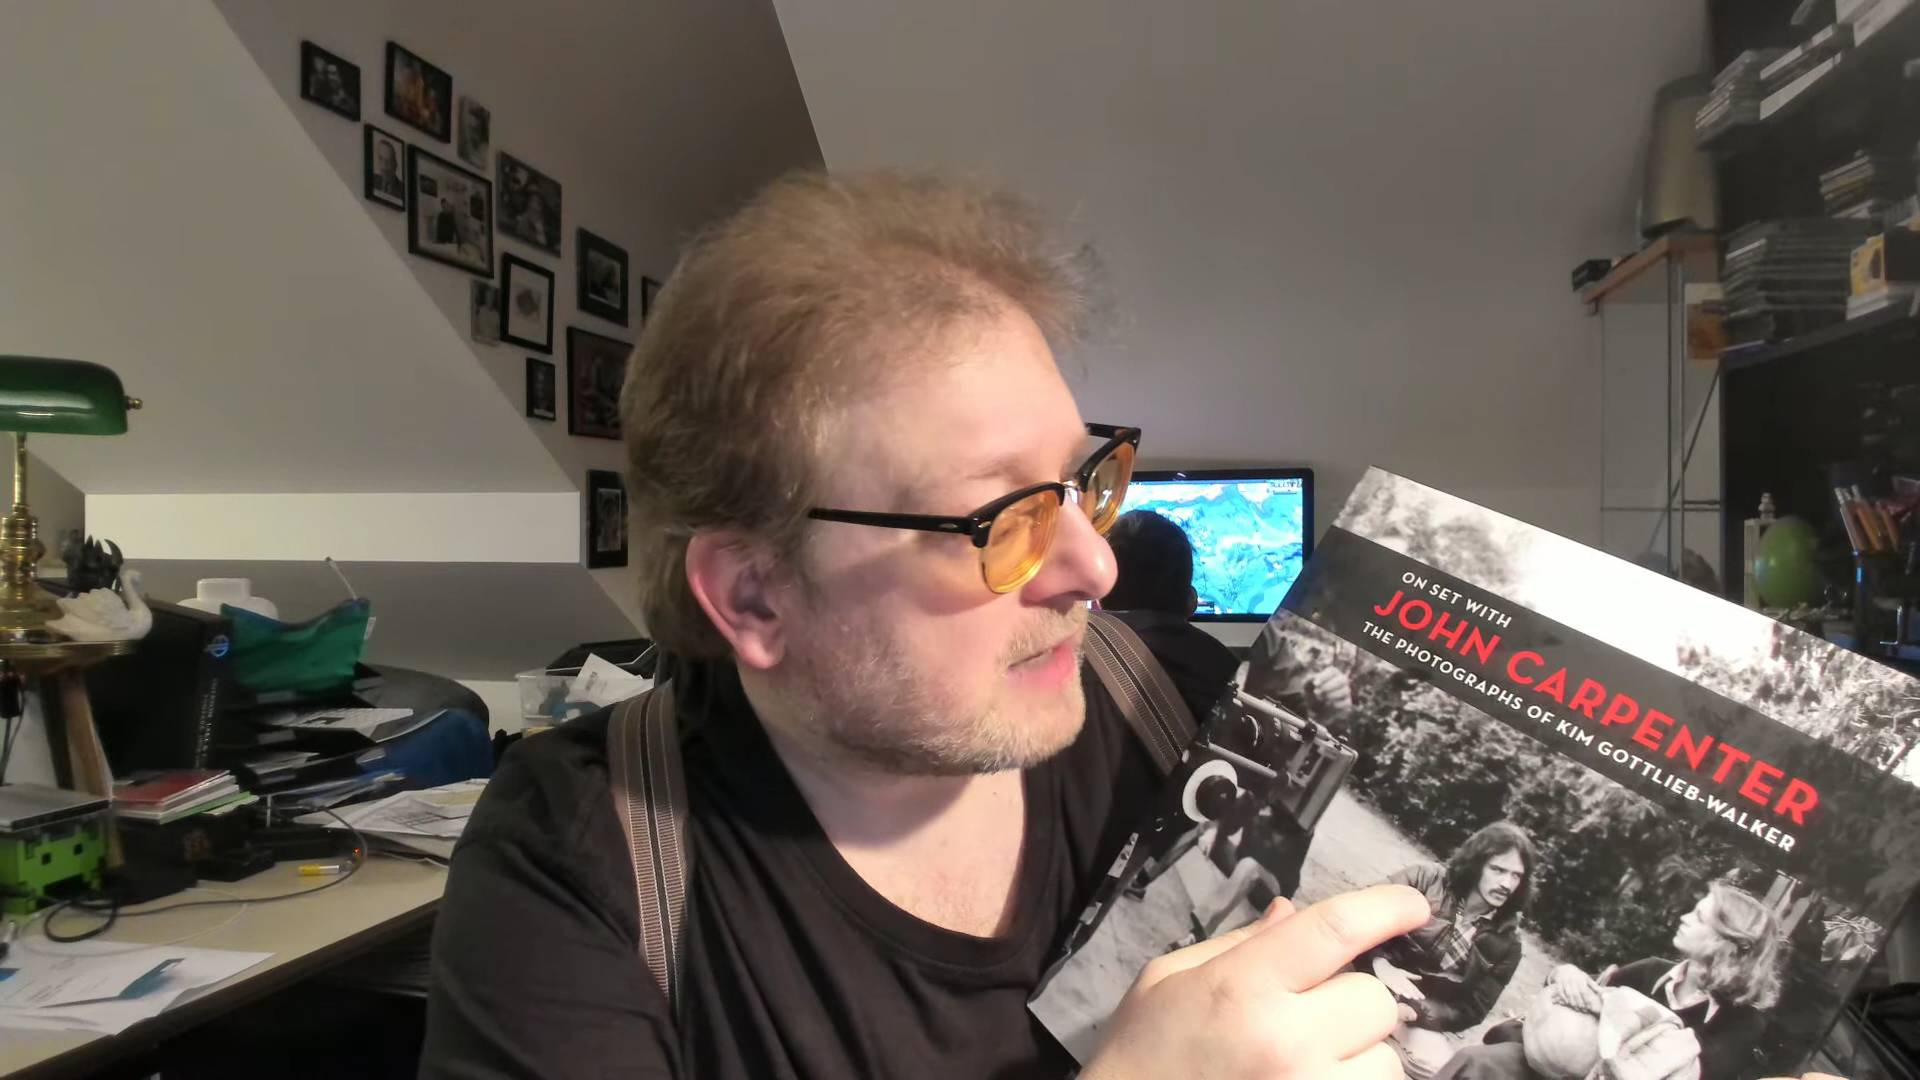 ON SET WITH
JOHN CARPENTER
THE PHOTOGRAPHS OF KIM GOTTLIEB-WALKER